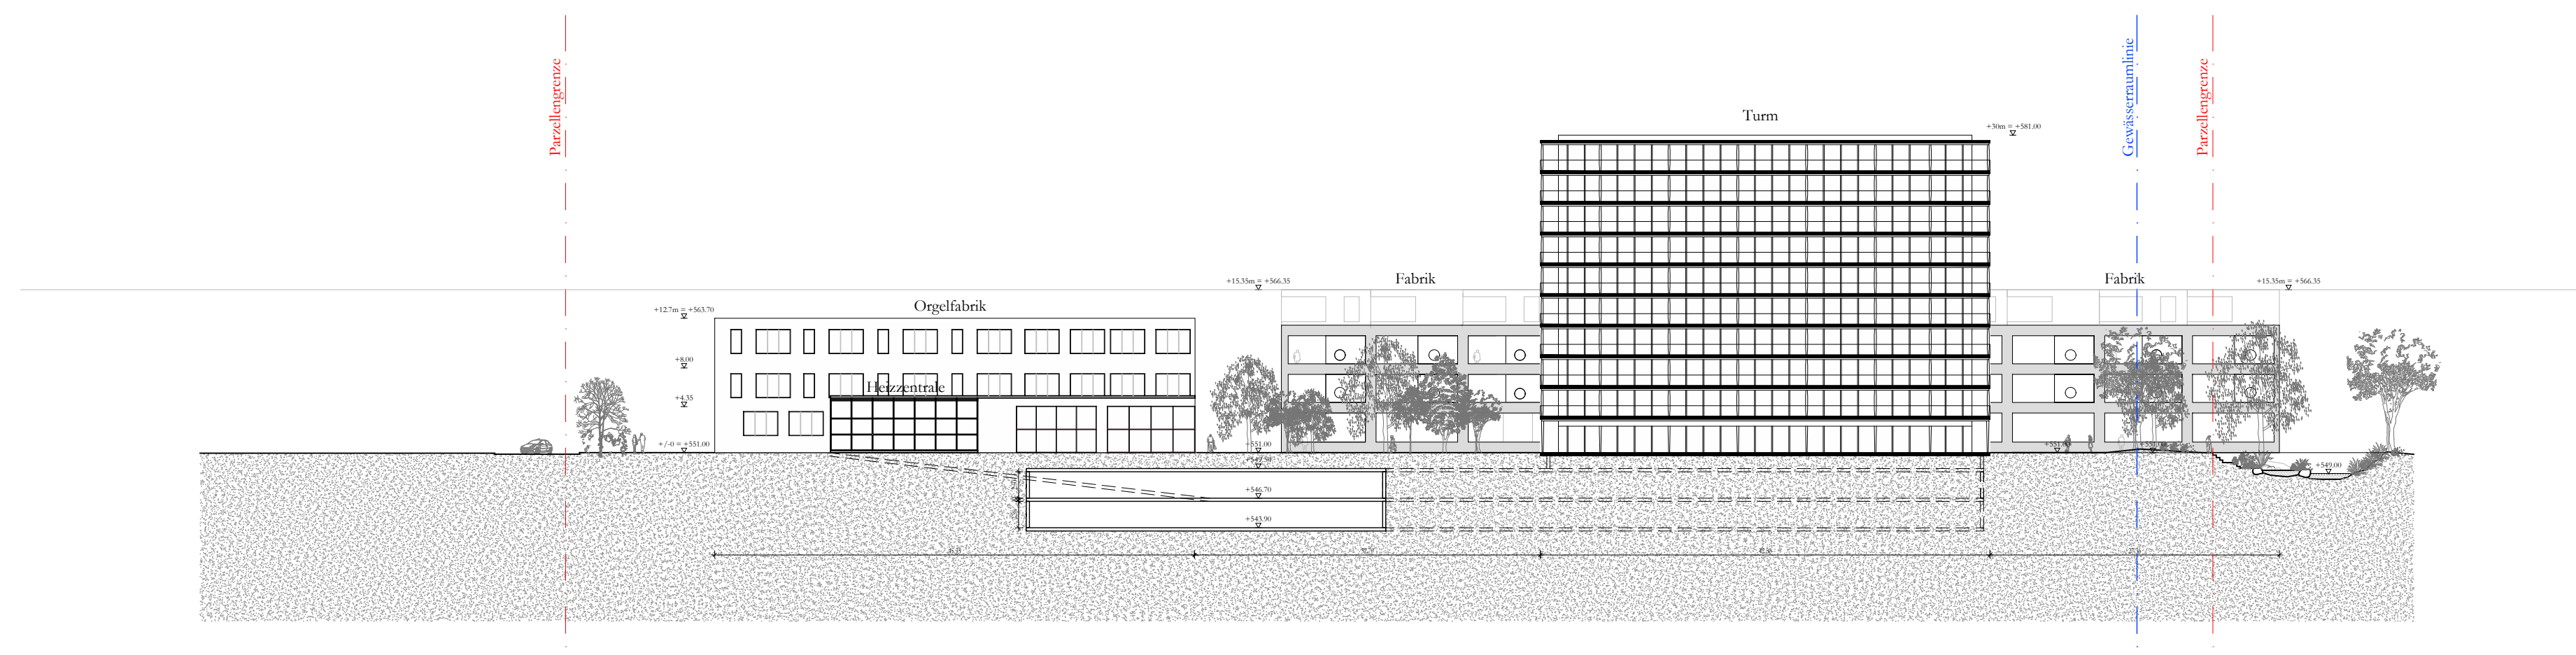 Parzellengrenze
Gewässerraumlinie
Parzellengrenze
Turm
+30m = +581.00
Fabrik
Fabrik
+15.35m = +566.35
+15.35m = +566.35
Orgelfabrik
+12.7m = +563.70
+8.00
Heizzentrale
+4.35
+/-0 = +551.00
+551.00
+549.00
+546.70
+543.90